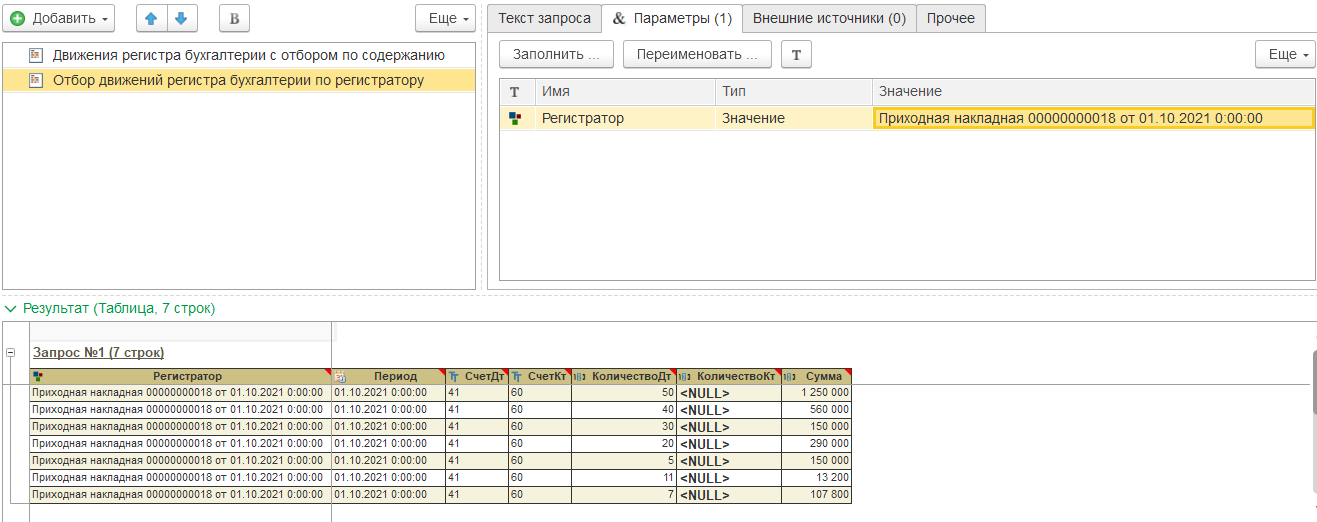 Добавить
В
Еще
Движения регистра бухгалтерии с отбором по содержанию
Отбор движений регистра бухгалтерии по регистратору
Текст запроса & Параметры (1) Внешние источники (0) Прочее
Заполнить ... Переименовать ... Т Еще
Т Имя Тип Значение
Регистратор Значение Приходная накладная 00000000018 от 01.10.2021 0:00:00
Результат (Таблица, 7 строк)
Запрос №1 (7 строк)
Регистратор Период СчетДт СчетКт КоличествоДт КоличествоКт Сумма
Приходная накладная 00000000018 от 01.10.2021 0:00:00 01.10.2021 0:00:00 41 60 50 <NULL> 1 250 000
Приходная накладная 00000000018 от 01.10.2021 0:00:00 01.10.2021 0:00:00 41 60 40 <NULL> 560 000
Приходная накладная 00000000018 от 01.10.2021 0:00:00 01.10.2021 0:00:00 41 60 30 <NULL> 150 000
Приходная накладная 00000000018 от 01.10.2021 0:00:00 01.10.2021 0:00:00 41 60 20 <NULL> 290 000
Приходная накладная 00000000018 от 01.10.2021 0:00:00 01.10.2021 0:00:00 41 60 5 <NULL> 150 000
Приходная накладная 00000000018 от 01.10.2021 0:00:00 01.10.2021 0:00:00 41 60 11 <NULL> 13 200
Приходная накладная 00000000018 от 01.10.2021 0:00:00 01.10.2021 0:00:00 41 60 7 <NULL> 107 800